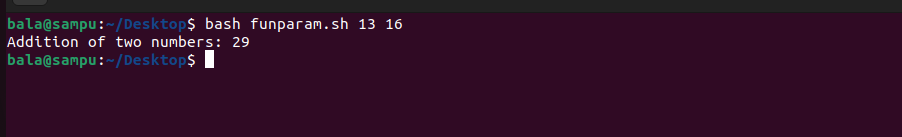 bala@sampu:~/Desktop$ bash funparam.sh 13 16
Addition of two numbers: 29
bala@sampu:~/Desktop$